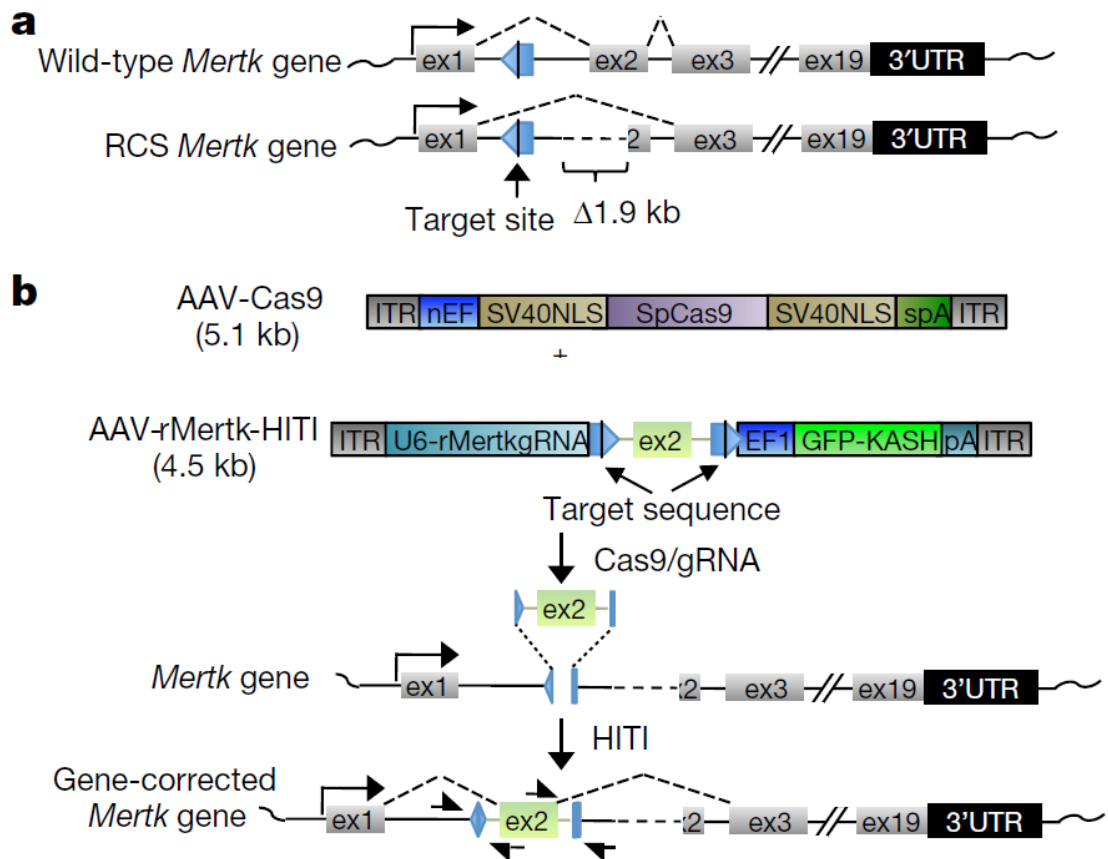 a
Wild-type Mertk gene ex1 ex2 ex3 ex19 3′UTR
RCS Mertk gene ex1 2 ex3 ex19 3′UTR
Target site Δ1.9 kb
b
AAV-Cas9
(5.1 kb)
ITR nEF SV40NLS SpCas9 SV40NLS spA ITR
+
AAV-rMertk-HITI
(4.5 kb)
ITR U6-rMertkgRNA ex2 EF1 GFP-KASH pA ITR
Target sequence
Cas9/gRNA
ex2
Mertk gene ex1 :2 ex3 ex19 3’UTR
HITI
Gene-corrected
Mertk gene
ex1 ex2 :2 ex3 ex19 3’UTR